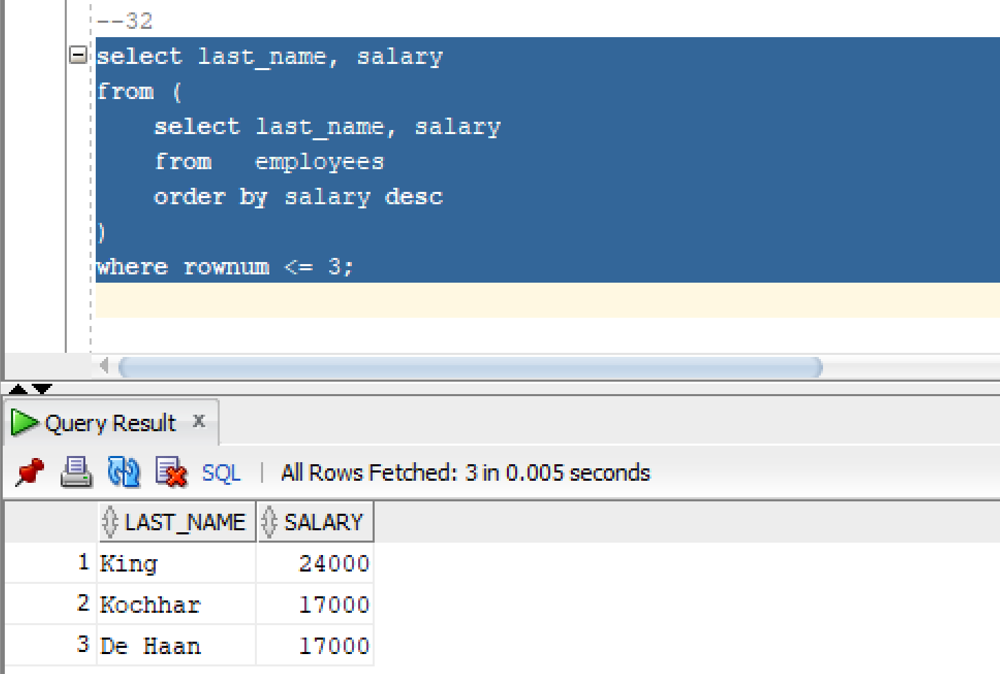 --32
select last_name, salary
from (
    select last_name, salary
    from   employees
    order by salary desc
)
where rownum <= 3;
Query Result x
SQL | All Rows Fetched: 3 in 0.005 seconds
LAST_NAME SALARY
1 King 24000
2 Kochhar 17000
3 De Haan 17000